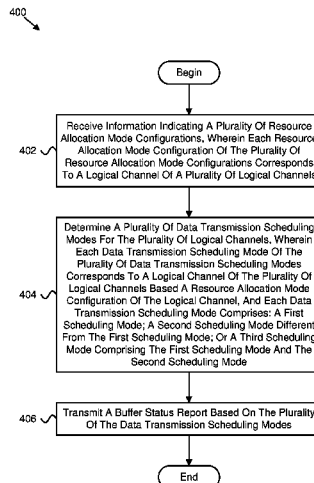 400
Begin
402
Receive Information Indicating A Plurality Of Resource
Allocation Mode Configurations, Wherein Each Resource
Allocation Mode Configuration Of The Plurality Of
Resource Allocation Mode Configurations Corresponds
To A Logical Channel Of A Plurality Of Logical Channels
404
Determine A Plurality Of Data Transmission Scheduling
Modes For The Plurality Of Logical Channels, Wherein
Each Data Transmission Scheduling Mode Of The
Plurality Of Data Transmission Scheduling Modes
Corresponds To A Logical Channel Of The Plurality Of
Logical Channels Based A Resource Allocation Mode
Configuration Of The Logical Channel, And Each Data
Transmission Scheduling Mode Comprises: A First
Scheduling Mode; A Second Scheduling Mode Different
From The First Scheduling Mode; Or A Third Scheduling
Mode Comprising The First Scheduling Mode And The
Second Scheduling Mode
406
Transmit A Buffer Status Report Based On The Plurality
Of The Data Transmission Scheduling Modes
End